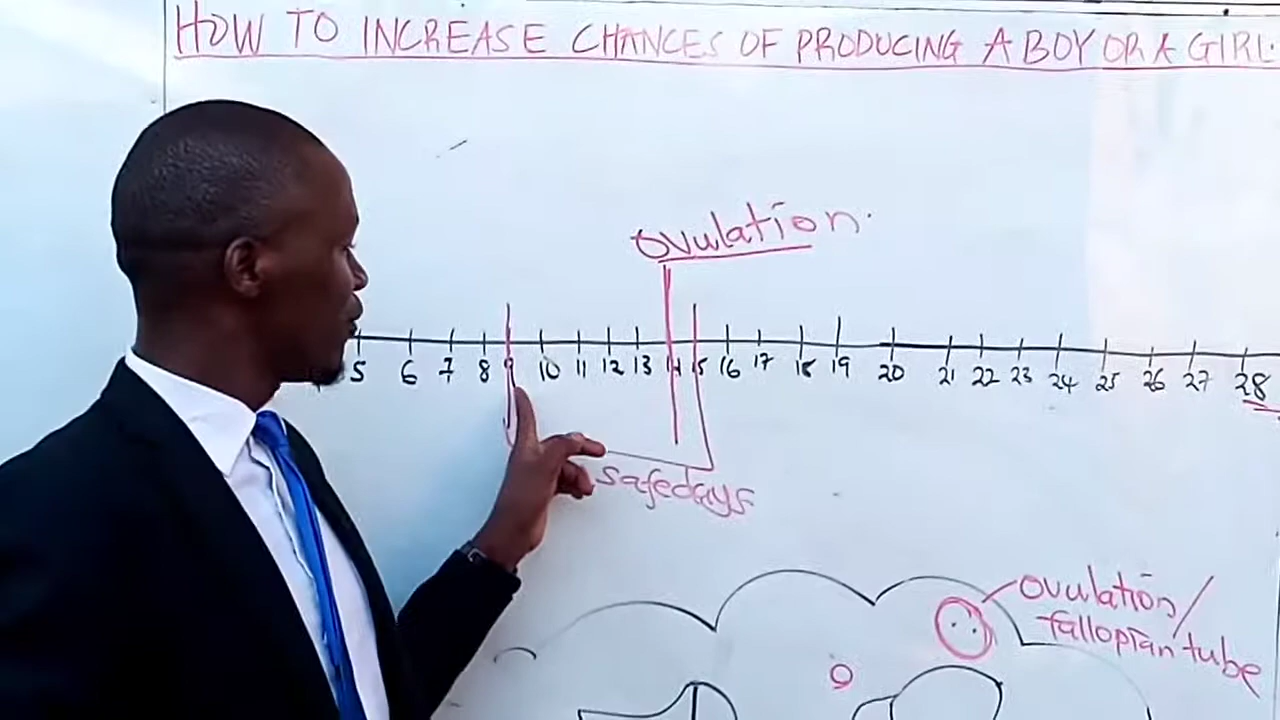 HOW TO INCREASE CHANCES OF PRODUCING A BOY OR A GIRL.
Ovulation.
5 6 7 8 9 10 11 12 13 14 15 16 17 18 19 20 21 22 23 24 25 26 27 28
safedays
Ovulation/
fallopian tube